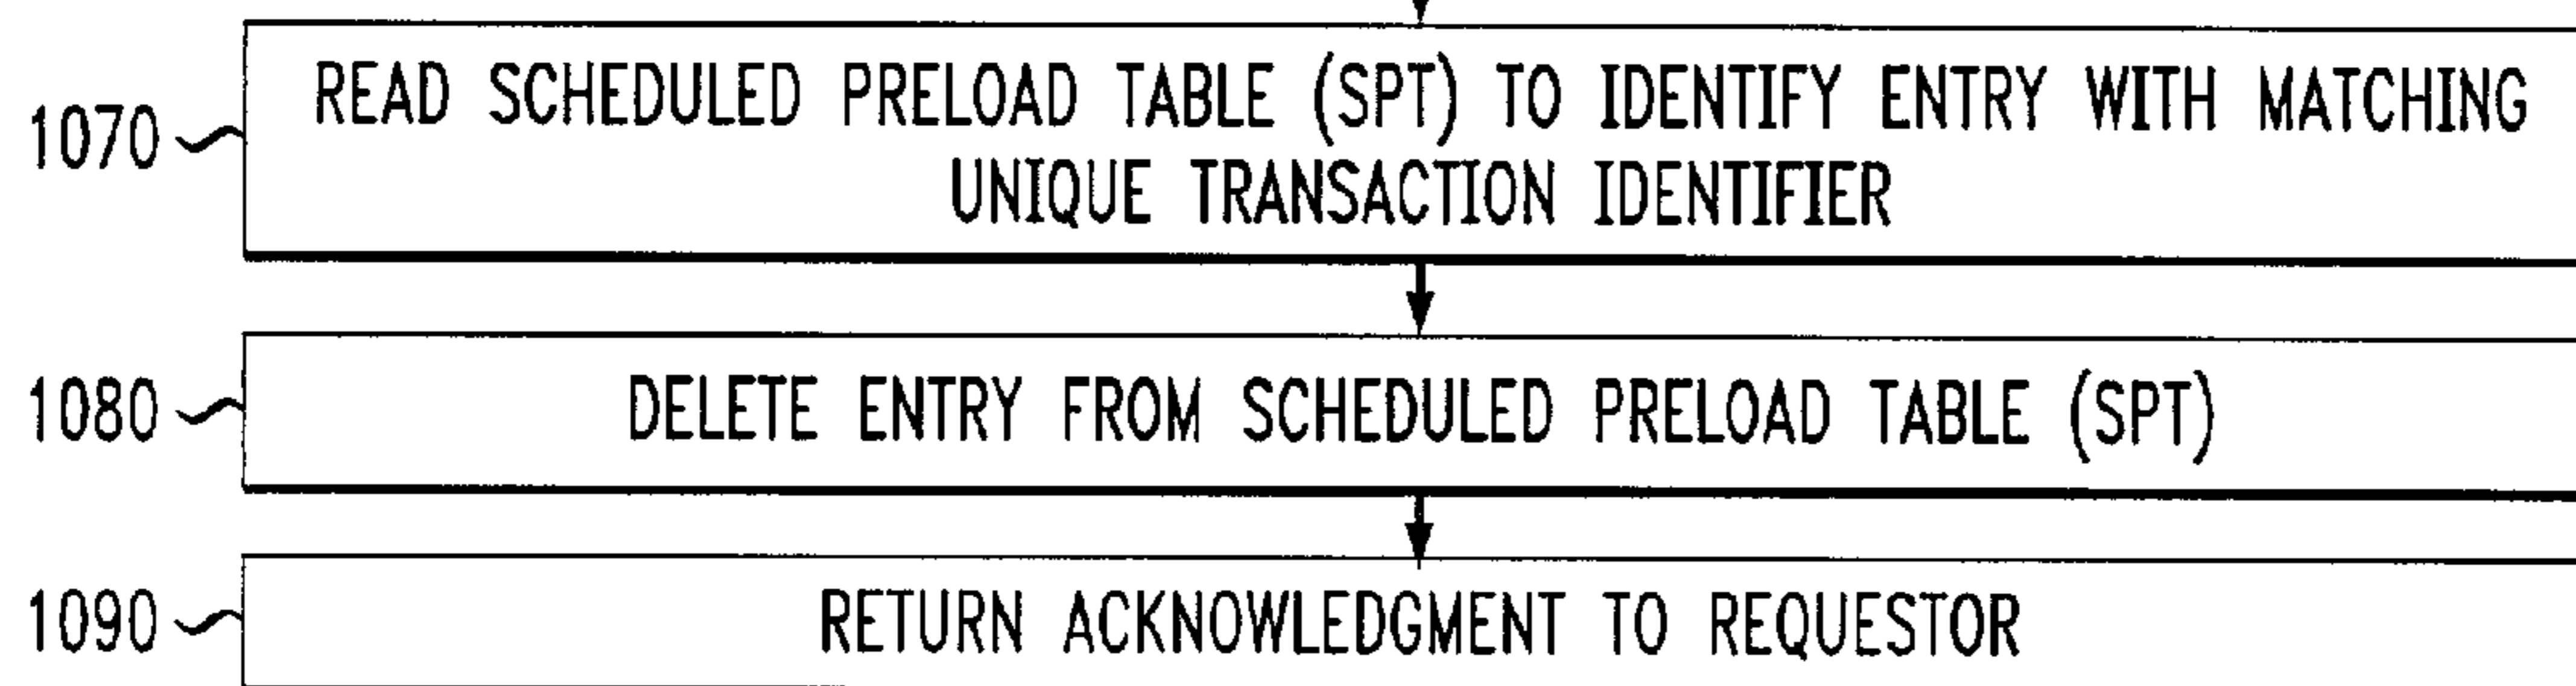 1070
READ SCHEDULED PRELOAD TABLE (SPT) TO IDENTIFY ENTRY WITH MATCHING
UNIQUE TRANSACTION IDENTIFIER
1080
DELETE ENTRY FROM SCHEDULED PRELOAD TABLE (SPT)
1090
RETURN ACKNOWLEDGMENT TO REQUESTOR